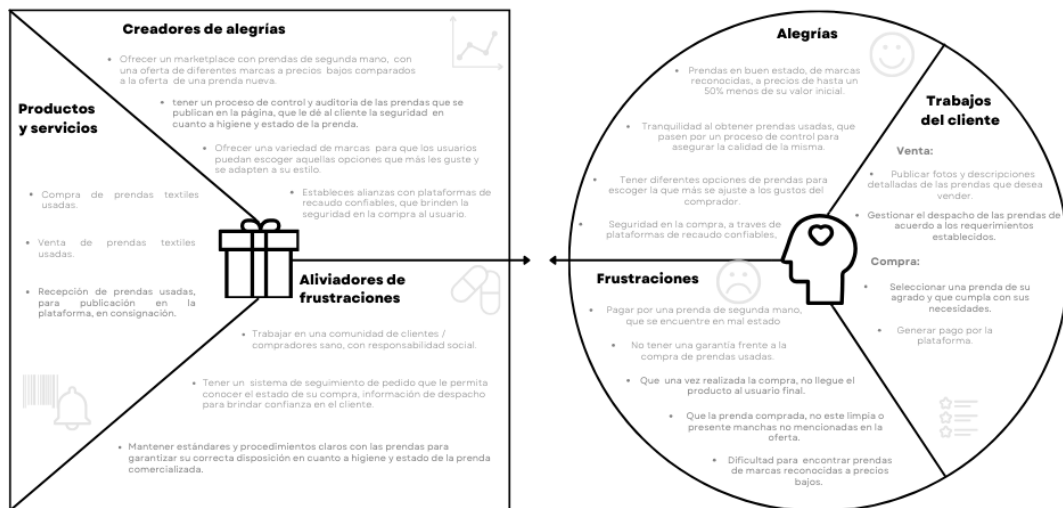 Creadores de alegrías
• Ofrecer un marketplace con prendas de segunda mano, con
una oferta de diferentes marcas a precios bajos comparados
a la oferta de una prenda nueva.
• tener un proceso de control y auditoria de las prendas que se
publican en la página, que le dé al cliente la seguridad en
cuanto a higiene y estado de la prenda.
• Ofrecer una variedad de marcas para que los usuarios
puedan escoger aquellas opciones que más les guste y
se adapten a su estilo.
• Estableces alianzas con plataformas de
recaudo confiables, que brinden la
seguridad en la compra al usuario.
Productos
y servicios
• Compra de prendas textiles
usadas.
• Venta de prendas textiles
usadas.
• Recepción de prendas usadas,
para publicación en la
plataforma, en consignación.
Aliviadores de
frustraciones
• Trabajar en una comunidad de clientes /
compradores sano, con responsabilidad social.
• Tener un sistema de seguimiento de pedido que le permita
conocer el estado de su compra, información de despacho
para brindar confianza en el cliente.
• Mantener estándares y procedimientos claros con las prendas para
garantizar su correcta disposición en cuanto a higiene y estado de la prenda
comercializada.
Alegrías
• Prendas en buen estado, de marcas
reconocidas, a precios de hasta un
50% menos de su valor inicial.
• Tranquilidad al obtener prendas usadas, que
pasen por un proceso de control para
asegurar la calidad de la misma.
• Tener diferentes opciones de prendas para
escoger la que más se ajuste a los gustos del
comprador.
• Seguridad en la compra, a traves de
plataformas de recaudo confiables,
Frustraciones
• Pagar por una prenda de segunda mano,
que se encuentre en mal estado
• No tener una garantía frente a la
compra de prendas usadas.
• Que una vez realizada la compra, no llegue el
producto al usuario final.
• Que la prenda comprada, no este limpia o
presente manchas no mencionadas en la
oferta.
• Dificultad para encontrar prendas
de marcas reconocidas a precios
bajos.
Trabajos
del cliente
Venta:
• Publicar fotos y descripciones
detalladas de las prendas que desea
vender.
• Gestionar el despacho de las prendas de
acuerdo a los requerimientos
establecidos.
Compra:
• Seleccionar una prenda de su
agrado y que cumpla con sus
necesidades.
• Generar pago por la
plataforma.